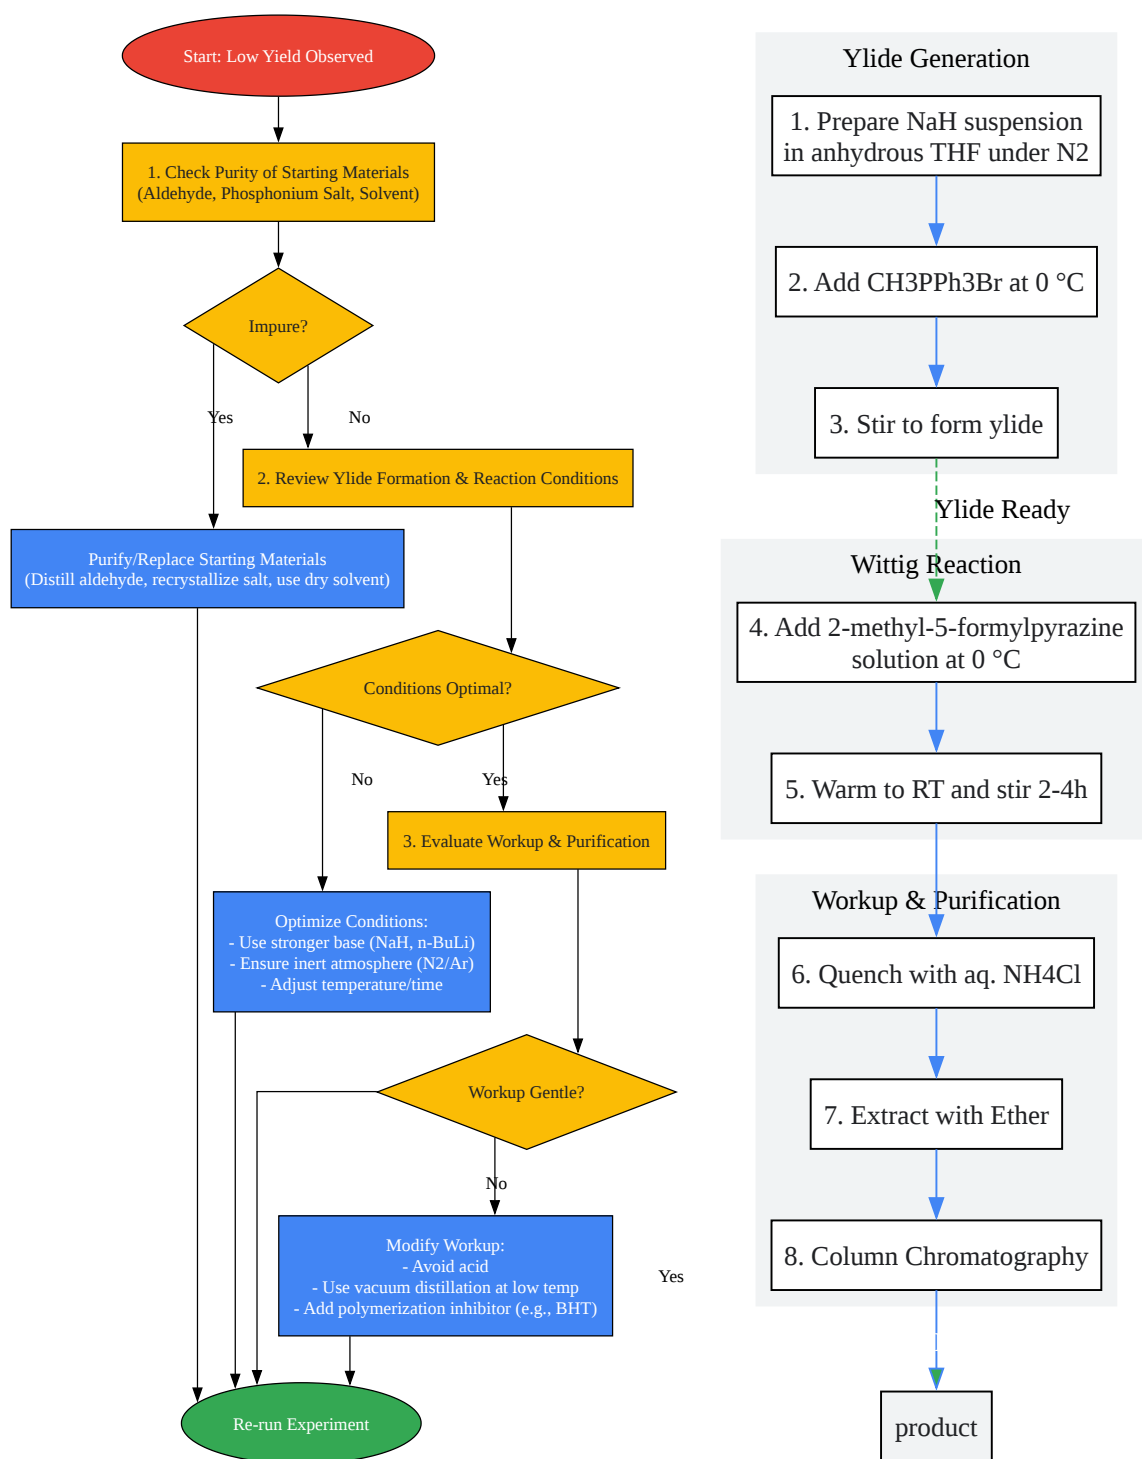 Start: Low Yield Observed
1. Check Purity of Starting Materials
(Aldehyde, Phosphonium Salt, Solvent)
Impure?
Yes
No
2. Review Ylide Formation & Reaction Conditions
Purify/Replace Starting Materials
(Distill aldehyde, recrystallize salt, use dry solvent)
Conditions Optimal?
No
Yes
3. Evaluate Workup & Purification
Optimize Conditions:
- Use stronger base (NaH, n-BuLi)
- Ensure inert atmosphere (N2/Ar)
- Adjust temperature/time
Workup Gentle?
No
Modify Workup:
- Avoid acid
- Use vacuum distillation at low temp
- Add polymerization inhibitor (e.g., BHT)
Yes
Re-run Experiment
Ylide Generation
1. Prepare NaH suspension
in anhydrous THF under N2
2. Add CH3PPh3Br at 0 °C
3. Stir to form ylide
Ylide Ready
Wittig Reaction
4. Add 2-methyl-5-formylpyrazine
solution at 0 °C
5. Warm to RT and stir 2-4h
Workup & Purification
6. Quench with aq. NH4Cl
7. Extract with Ether
8. Column Chromatography
product